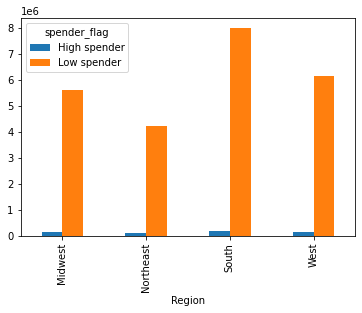 1e6
spender_flag
High spender
Low spender
8
7
6
5
4
3
2
1
0
Midwest
Northeast
South
West
Region